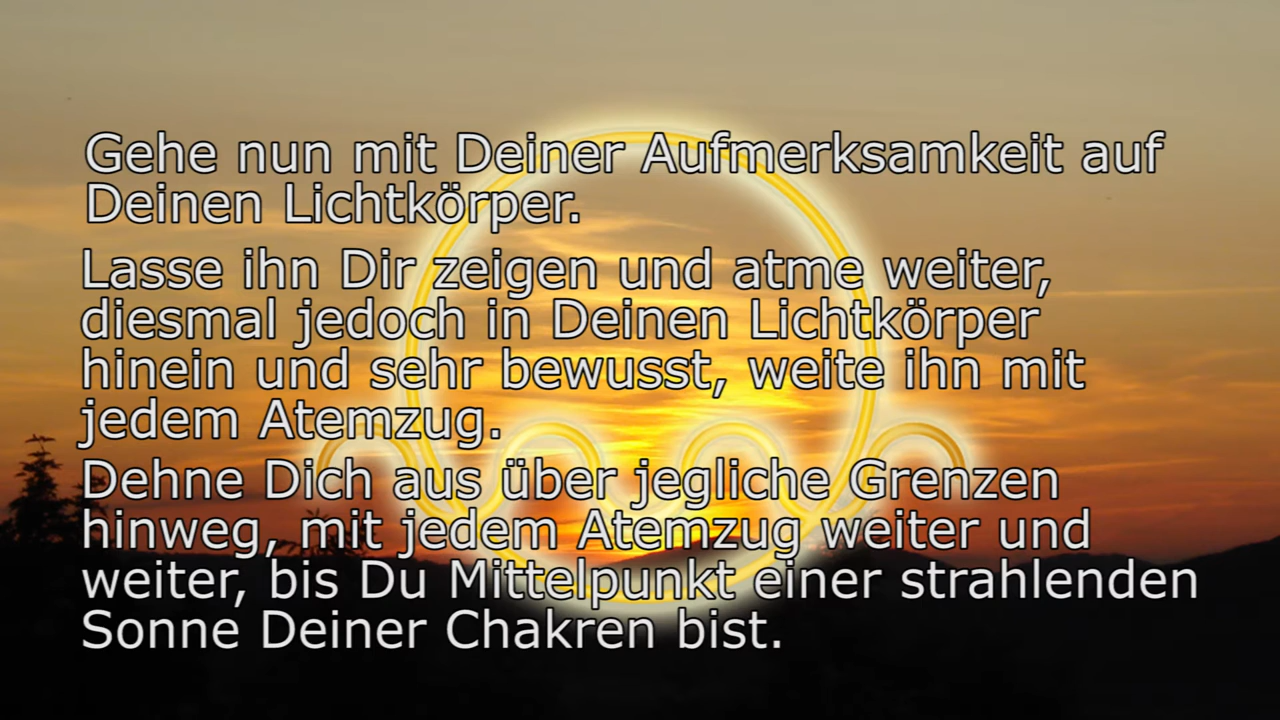 Gehe nun mit Deiner Aufmerksamkeit auf
Deinen Lichtkörper.
Lasse ihn Dir zeigen und atme weiter,
diesmal jedoch in Deinen Lichtkörper
hinein und sehr bewusst, weite ihn mit
jedem Atemzug.
Dehne Dich aus über jegliche Grenzen
hinweg, mit jedem Atemzug weiter und
weiter, bis Du Mittelpunkt einer strahlenden
Sonne Deiner Chakren bist.